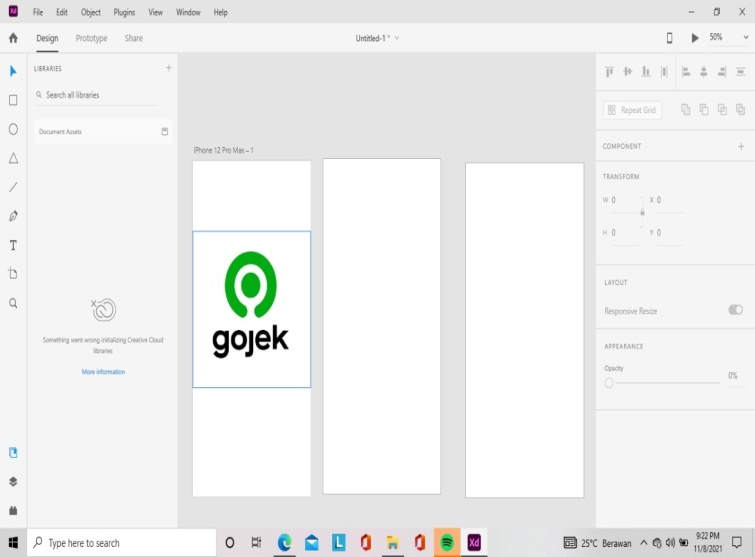 File Edit Object Plugins View Window Help
Design Prototype Share
Untitled-1 *
50%
LIBRARIES
Search all libraries
Document Assets
Something went wrong initializing Creative Cloud
libraries
More information
iPhone 12 Pro Max – 1
gojek
Repeat Grid
COMPONENT
TRANSFORM
W 0 X 0
H 0 Y 0
LAYOUT
Responsive Resize
APPEARANCE
Opacity
0%
Type here to search
Xd
25°C Berawan
9:22 PM
11/8/2021